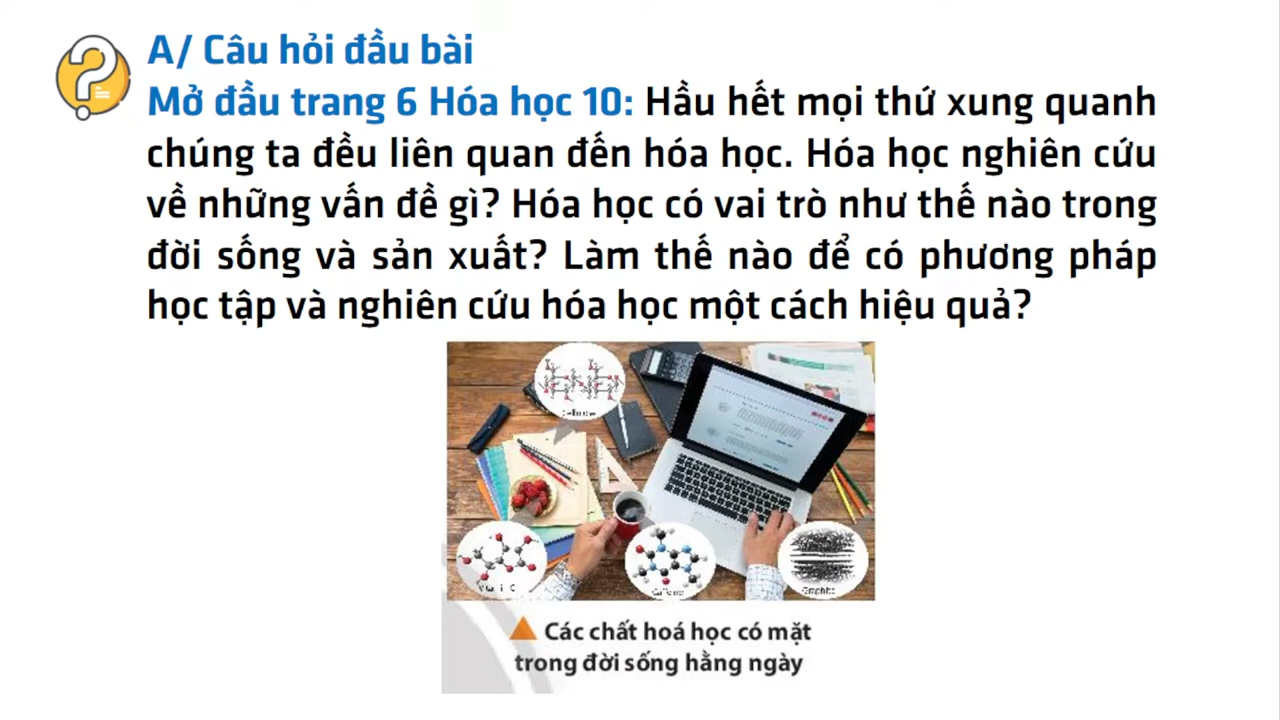 A/ Câu hỏi đầu bài
Mở đầu trang 6 Hóa học 10: Hầu hết mọi thứ xung quanh
chúng ta đều liên quan đến hóa học. Hóa học nghiên cứu
về những vấn đề gì? Hóa học có vai trò như thế nào trong
đời sống và sản xuất? Làm thế nào để có phương pháp
học tập và nghiên cứu hóa học một cách hiệu quả?
Graphite
Các chất hoá học có mặt
trong đời sống hằng ngày